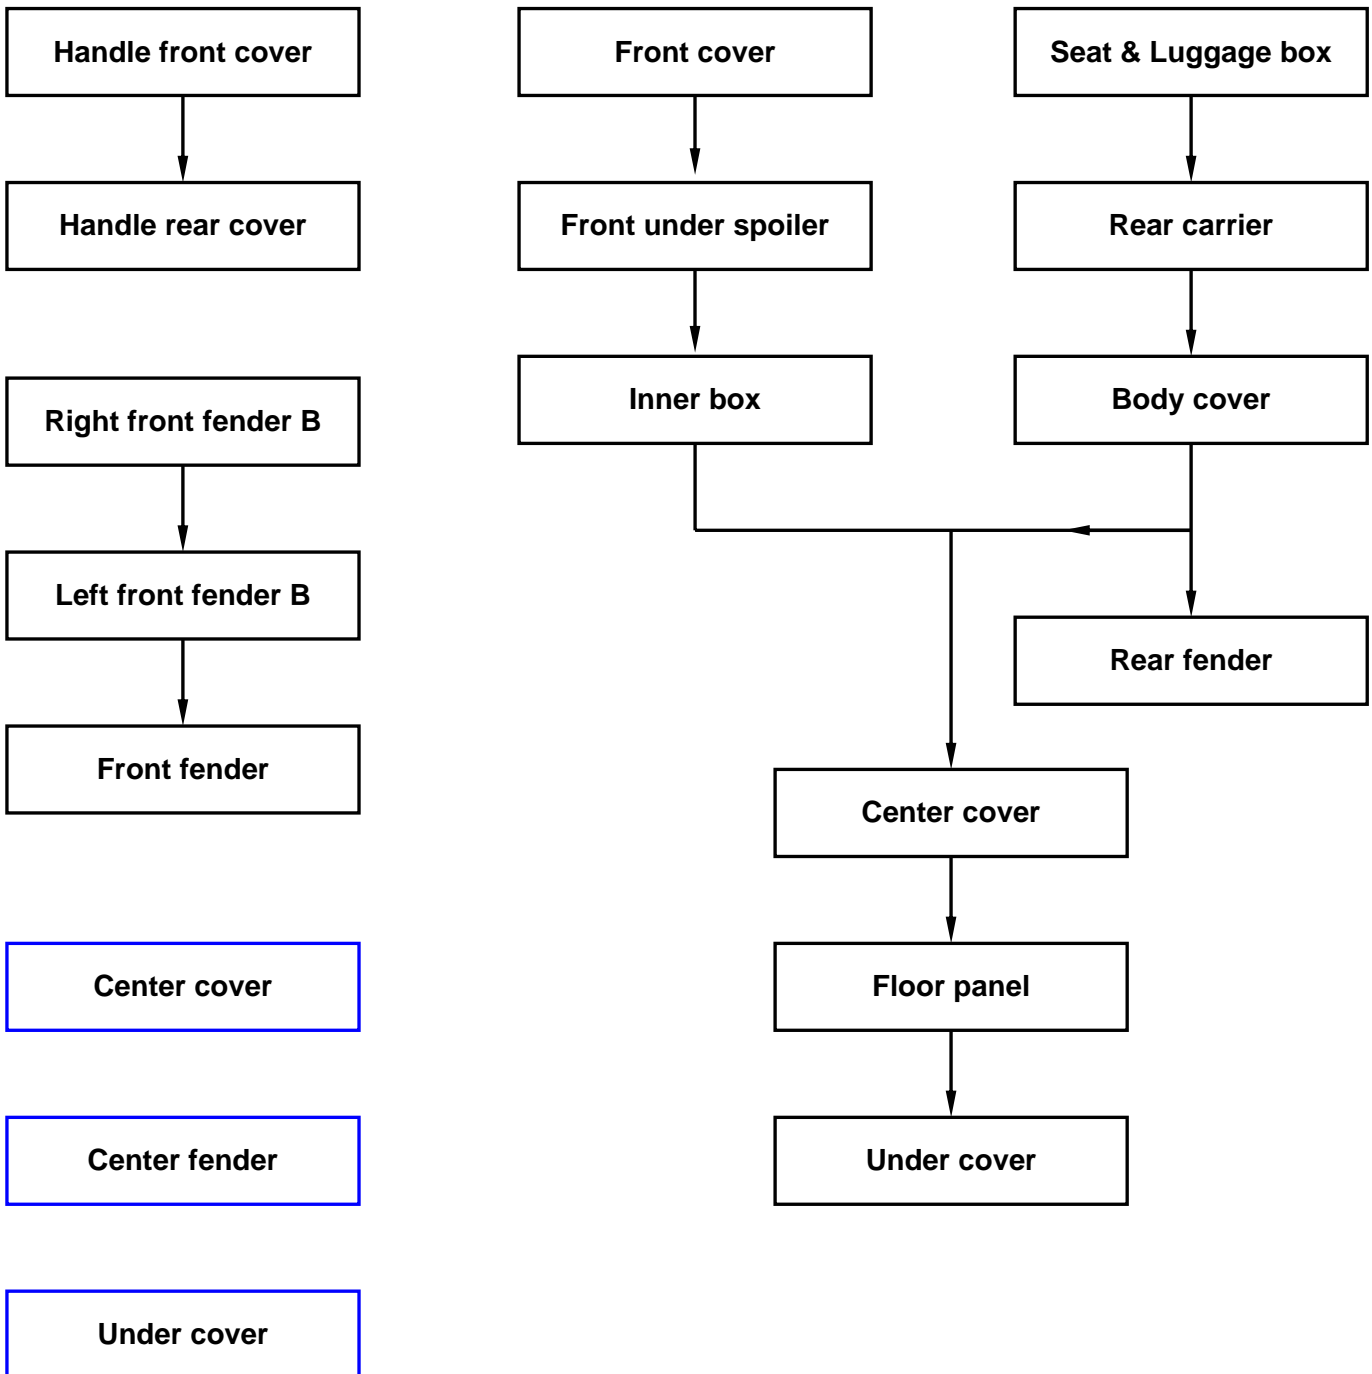 Handle front cover
Front cover
Seat & Luggage box
Handle rear cover
Front under spoiler
Rear carrier
Right front fender B
Inner box
Body cover
Left front fender B
Rear fender
Front fender
Center cover
Center cover
Floor panel
Center fender
Under cover
Under cover